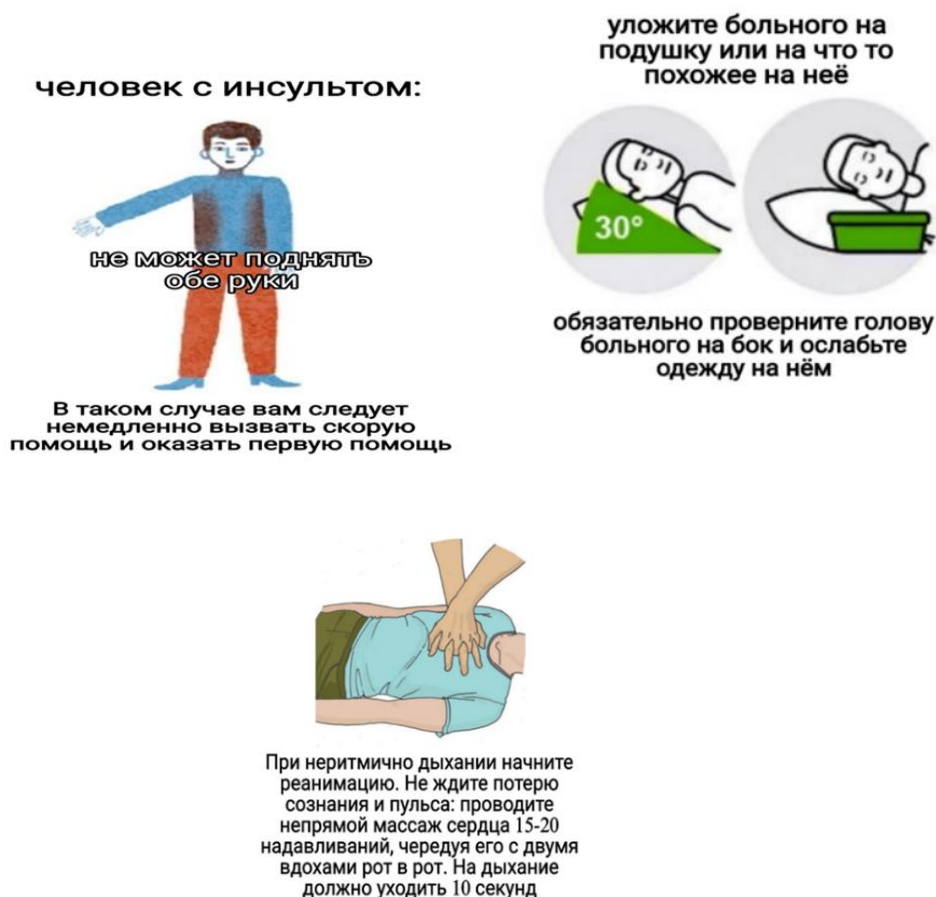 человек с инсультом:
не может поднять
обе руки
В таком случае вам следует
немедленно вызвать скорую
помощь и оказать первую помощь
уложите больного на
подушку или на что то
похожее на неё
30°
обязательно проверните голову
больного на бок и ослабьте
одежду на нём
При неритмично дыхании начните
реанимацию. Не ждите потерю
сознания и пульса: проводите
непрямой массаж сердца 15-20
надавливаний, чередуя его с двумя
вдохами рот в рот. На дыхание
должно уходить 10 секунд